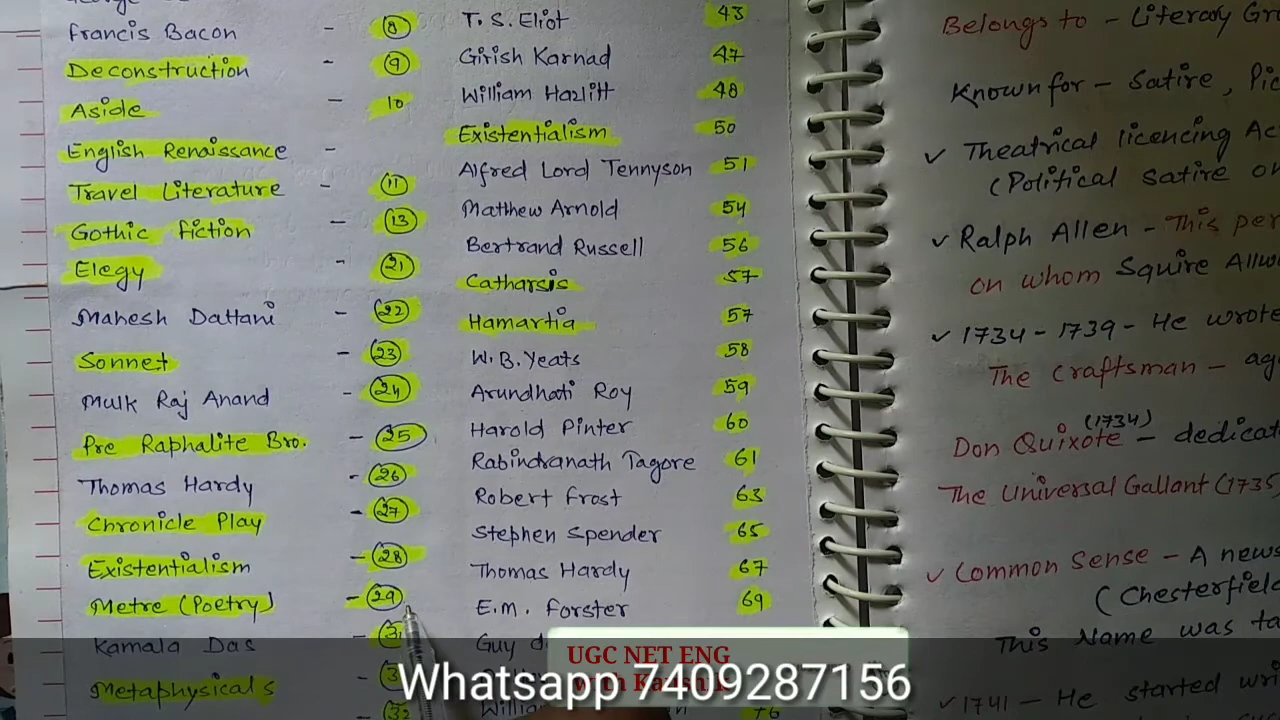 Francis Bacon - 8
Deconstruction - 9
Aside - 10
English Renaissance -
Travel Literature - 11
Gothic fiction - 13
Elegy - 21
Mahesh Dattani - 22
Sonnet - 23
Mulk Raj Anand - 24
Pre Raphalite Bro. - 25
Thomas Hardy - 26
Chronicle Play - 27
Existentialism - 28
Metre (Poetry) - 29
Kamala Das - 31
Metaphysicals
- 32
T. S. Eliot 43
Girish Karnad 47
William Hazlitt 48
Existentialism 50
Alfred Lord Tennyson 51
Matthew Arnold 54
Bertrand Russell 56
Catharsis 57
Hamartia 57
W. B. Yeats 58
Arundhati Roy 59
Harold Pinter 60
Rabindranath Tagore 61
Robert Frost 63
Stephen Spender 65
Thomas Hardy 67
E.M. Forster 69
Guy
Belongs to - Literary
Known for - Satire,
✓ Theatrical licencing
(Political satire
✓ Ralph Allen - This
on whom Squire
✓ 1734 - 1739 - He wrote
The Craftsman -
(1734)
Don Quixote -
The Universal Gallant (1735
✓ Common Sense - A
(Chesterfield
This Name was
✓ 1741 - He started
UGC NET ENG
Whatsapp 7409287156